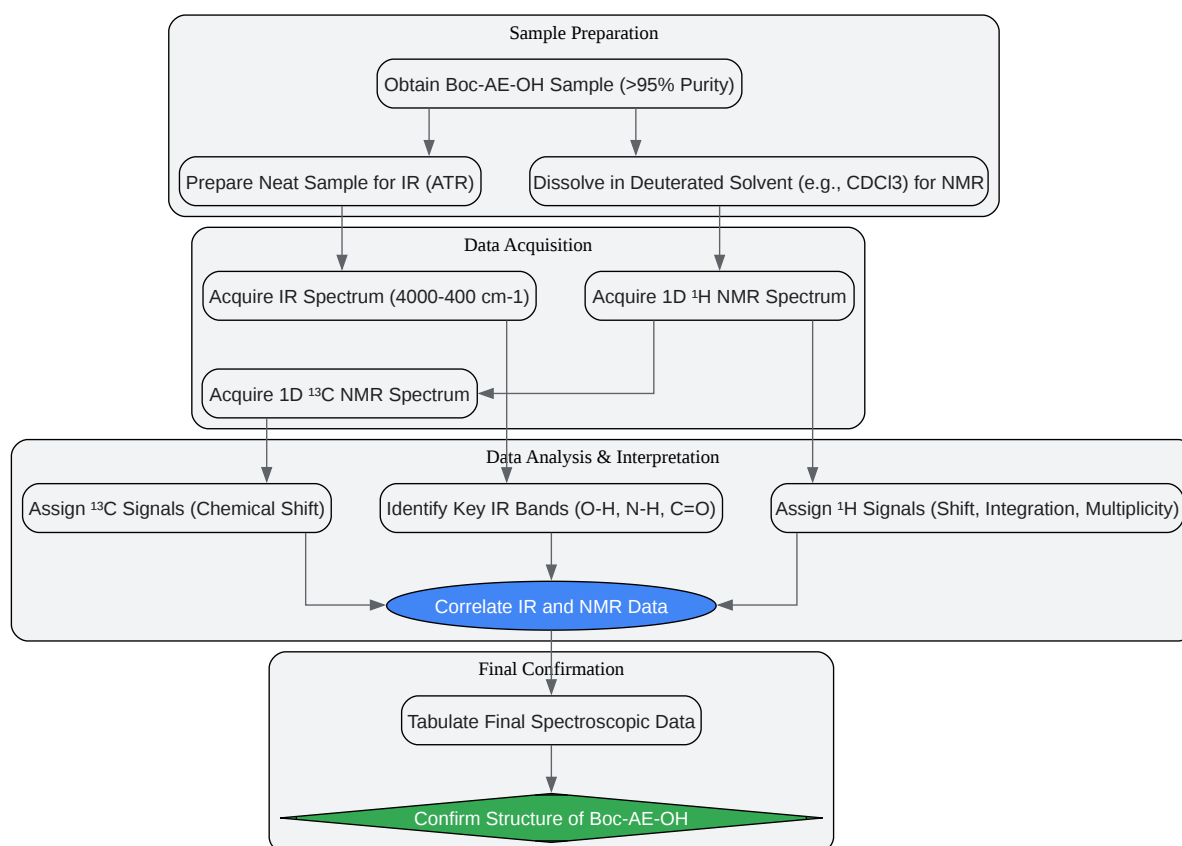 Sample Preparation
Obtain Boc-AE-OH Sample (>95% Purity)
Prepare Neat Sample for IR (ATR)
Dissolve in Deuterated Solvent (e.g., CDCl3) for NMR
Data Acquisition
Acquire IR Spectrum (4000-400 cm-1)
Acquire 1D ¹H NMR Spectrum
Acquire 1D ¹³C NMR Spectrum
Data Analysis & Interpretation
Assign ¹³C Signals (Chemical Shift)
Identify Key IR Bands (O-H, N-H, C=O)
Assign ¹H Signals (Shift, Integration, Multiplicity)
Correlate IR and NMR Data
Final Confirmation
Tabulate Final Spectroscopic Data
Confirm Structure of Boc-AE-OH